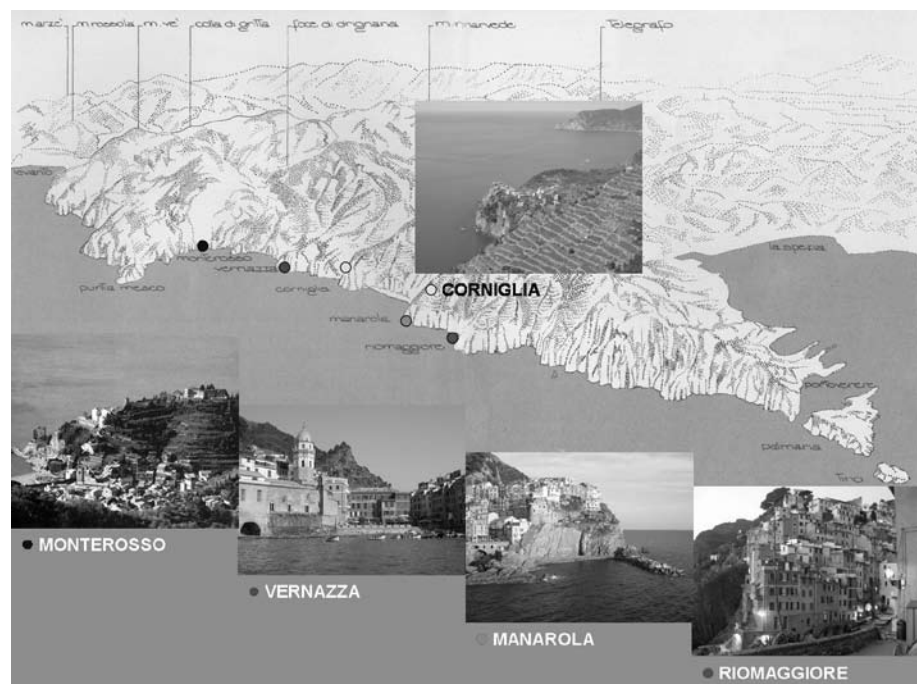 m.arzè m.rossola m.vè colla di gritta foce di drignana m.marvede Telegrafo
levanto
la spezia
monterosso
vernazza
punta mesco
corniglia
CORNIGLIA
manarola
riomaggiore
portovenere
palmaria
Tino
MONTEROSSO
VERNAZZA
MANAROLA
RIOMAGGIORE